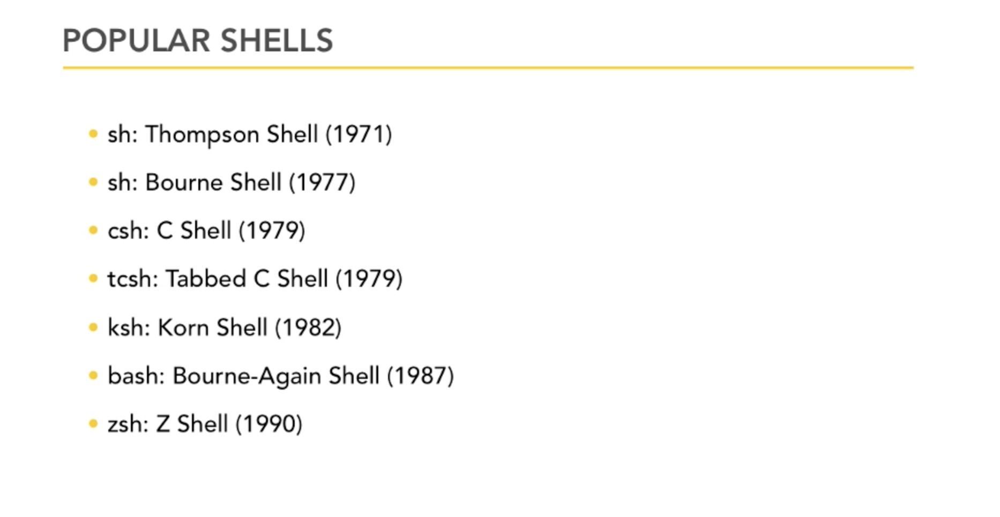 POPULAR SHELLS
• sh: Thompson Shell (1971)
• sh: Bourne Shell (1977)
• csh: C Shell (1979)
• tcsh: Tabbed C Shell (1979)
• ksh: Korn Shell (1982)
• bash: Bourne-Again Shell (1987)
• zsh: Z Shell (1990)